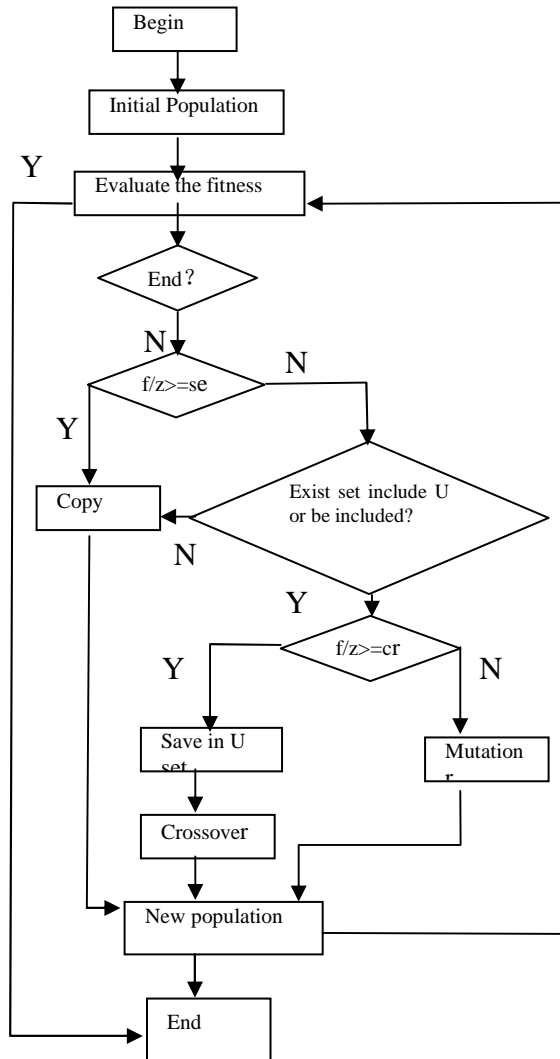 Begin
Initial Population
Y
Evaluate the fitness
End?
N
N
f/z>=se
Y
Copy
Exist set include U
or be included?
N
Y
f/z>=cr
Y
N
Save in U
set
Mutation
r
Crossover
New population
End